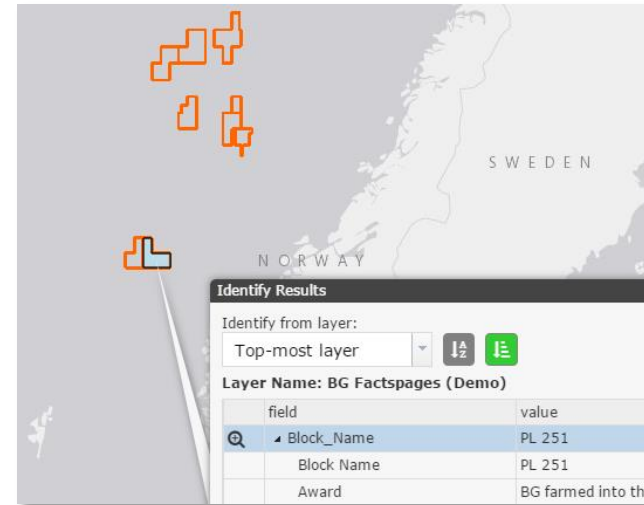 SWEDEN
NORWAY
Identify Results
Identify from layer:
Top-most layer
Layer Name: BG Factspages (Demo)
field value
Block_Name PL 251
Block Name PL 251
Award BG farmed into th